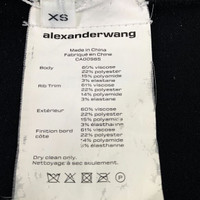 XS
alexanderwang
Made in China
Fabriqué en China
CA00986
Body
60% viscose
22% polyester
15% polyamide
3% elastane
Rib Trim
61% viscose
22% polyester
14% polyamide
3% elastane
Extérieur
60% viscose
22% polyester
15% polyamide
3% élasthanne
Finition bord
côte
61% viscose
22% polyester
14% polyamide
3% élasthanne
Dry clean only.
Nettoyage à sec seulement.